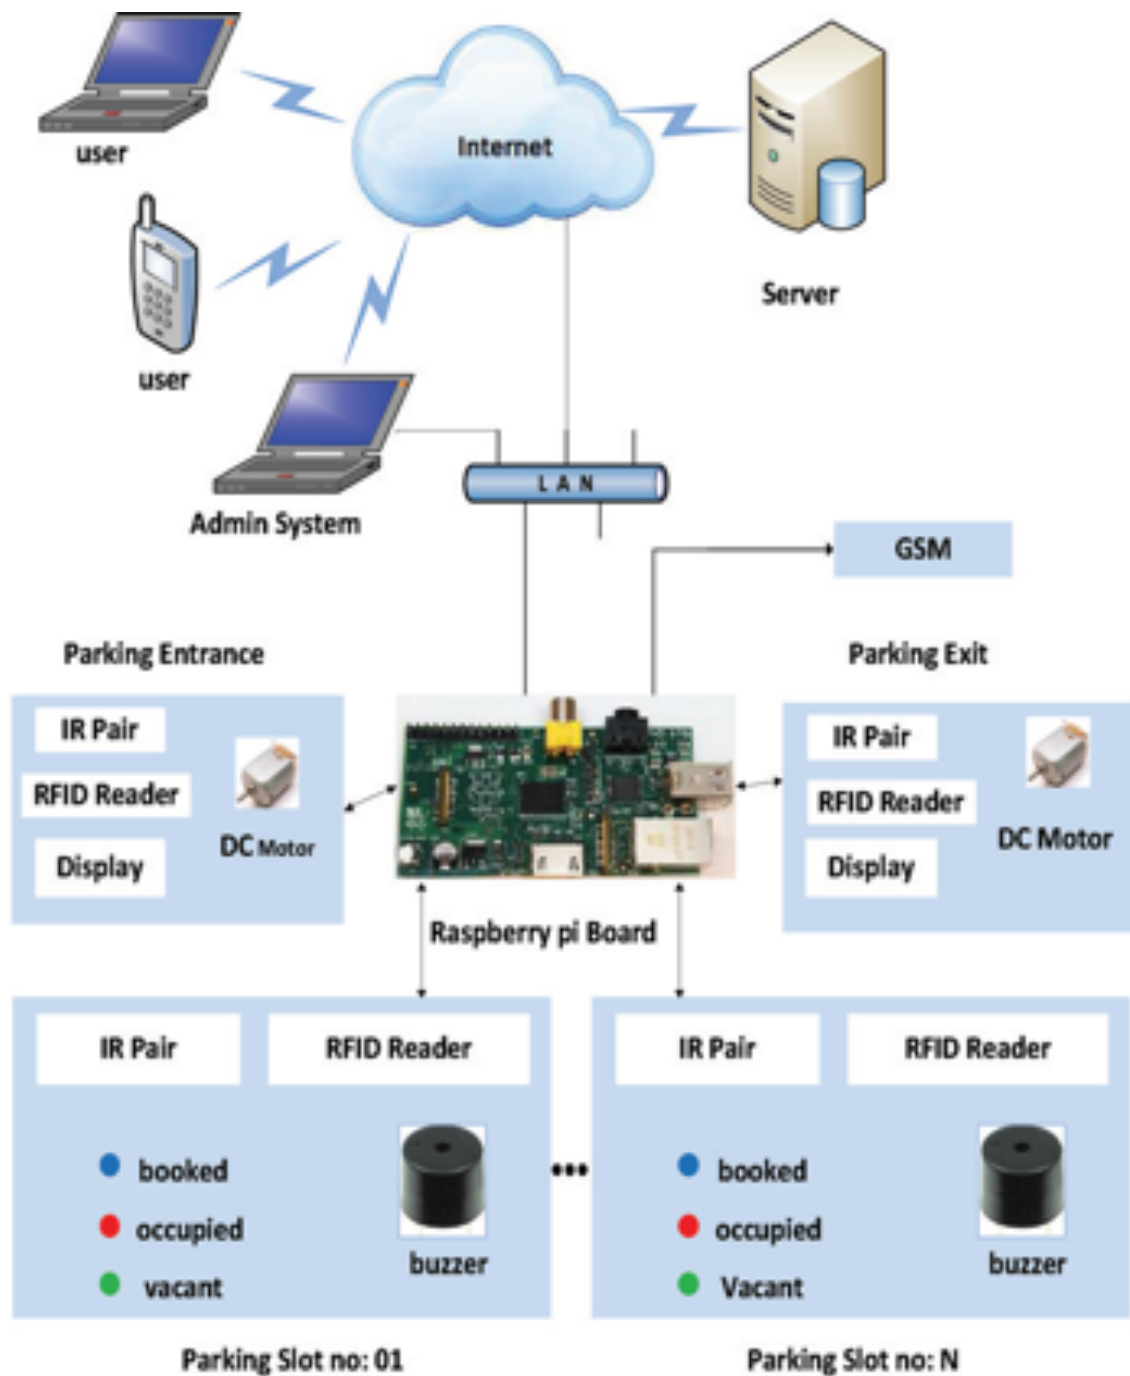 user
Internet
Server
user
Admin System
L A N
GSM
Parking Entrance
Parking Exit
IR Pair
RFID Reader
Display
DC Motor
IR Pair
RFID Reader
Display
DC Motor
Raspberry pi Board
IR Pair
RFID Reader
booked
occupied
vacant
buzzer
IR Pair
RFID Reader
booked
occupied
Vacant
buzzer
Parking Slot no: 01
Parking Slot no: N